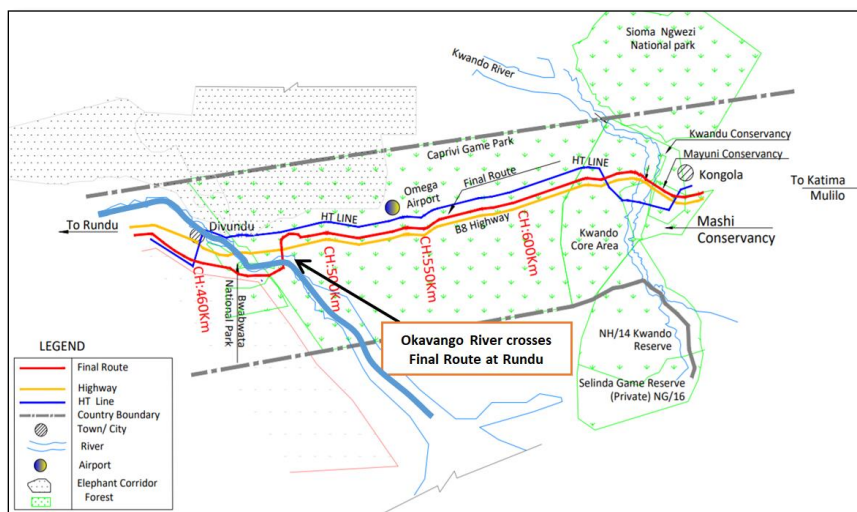 Sioma Ngwezi
National park
Kwando River
Kwandu Conservancy
Caprivi Game Park
Mayuni Conservancy
HT LINE
Kongola
Omega
Airport
Final Route
To Katima
Mulilo
To Rundu
Divundu
HT LINE
B8 Highway
Kwando
Core Area
Mashi
Conservancy
CH:460Km
Bwabwata
National Park
CH:500Km
CH:550Km
CH:600Km
Okavango River crosses
Final Route at Rundu
NH/14 Kwando
Reserve
Selinda Game Reserve
(Private) NG/16
LEGEND
Final Route
Highway
HT Line
Country Boundary
Town/ City
River
Airport
Elephant Corridor
Forest